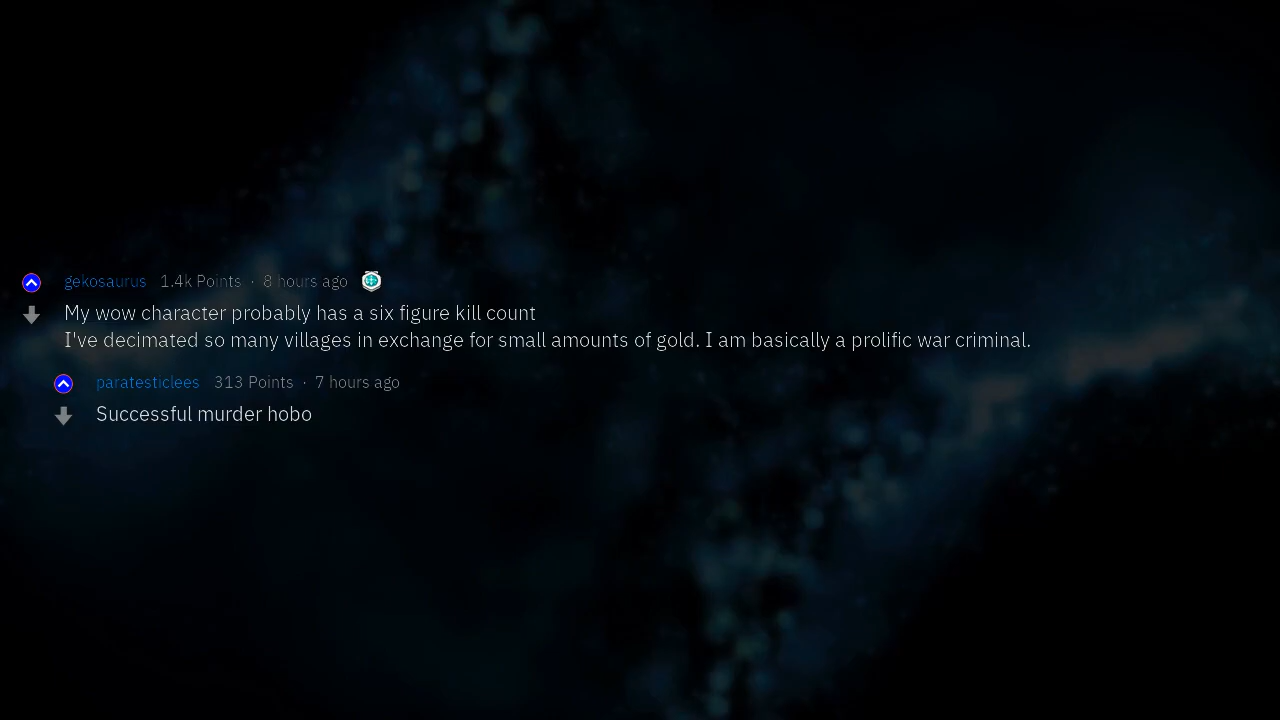 gekosaurus 1.4k Points · 8 hours ago
My wow character probably has a six figure kill count
I've decimated so many villages in exchange for small amounts of gold. I am basically a prolific war criminal.
paratesticlees 313 Points · 7 hours ago
Successful murder hobo